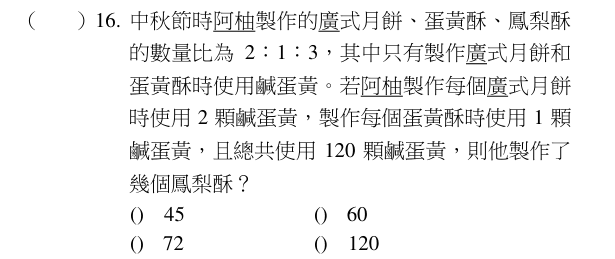 （　　）16. 中秋節時阿柚製作的廣式月餅、蛋黃酥、鳳梨酥
的數量比為 2：1：3，其中只有製作廣式月餅和
蛋黃酥時使用鹹蛋黃。若阿柚製作每個廣式月餅
時使用 2 顆鹹蛋黃，製作每個蛋黃酥時使用 1 顆
鹹蛋黃，且總共使用 120 顆鹹蛋黃，則他製作了
幾個鳳梨酥？
() 45　() 60
() 72　() 120